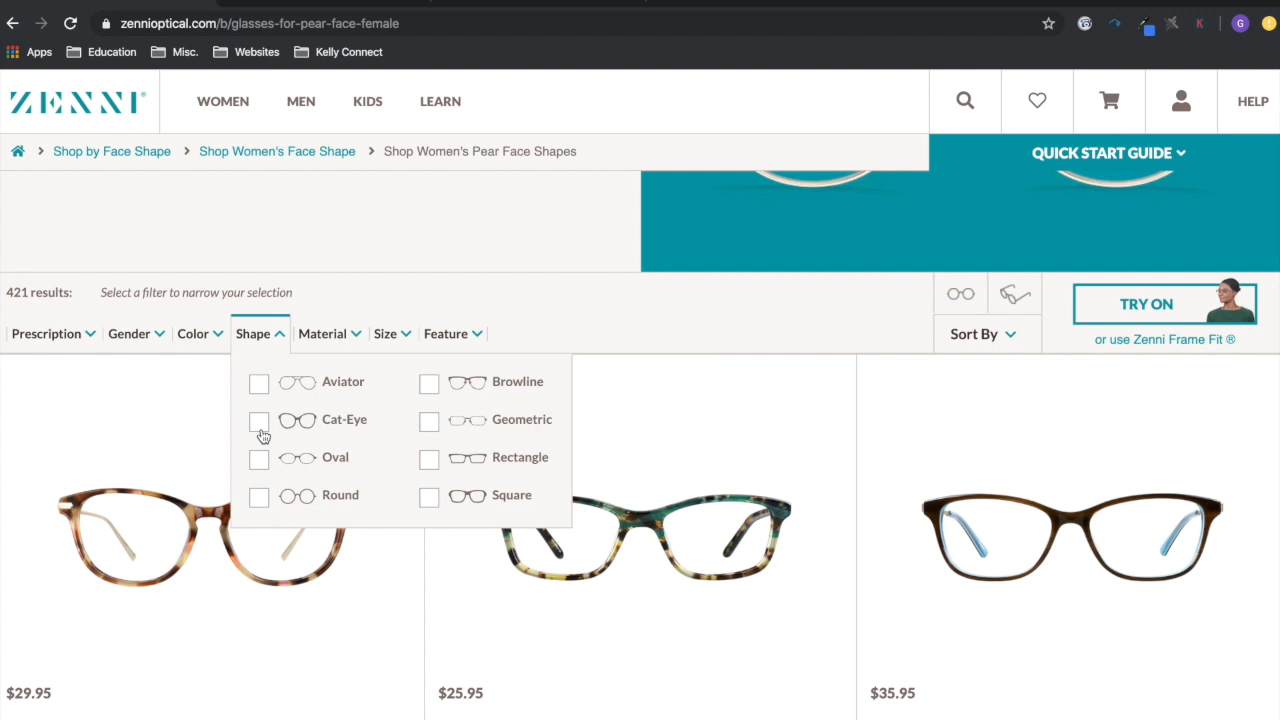 zennioptical.com/b/glasses-for-pear-face-female
K
G
Apps Education Misc. Websites Kelly Connect
ZENNI® WOMEN MEN KIDS LEARN HELP
Shop by Face Shape Shop Women's Face Shape Shop Women's Pear Face Shapes
QUICK START GUIDE
421 results: Select a filter to narrow your selection
TRY ON
Prescription Gender Color Shape Material Size Feature
Sort By
or use Zenni Frame Fit ®
Aviator Browline
Cat-Eye Geometric
Oval Rectangle
Round Square
$29.95 $25.95 $35.95